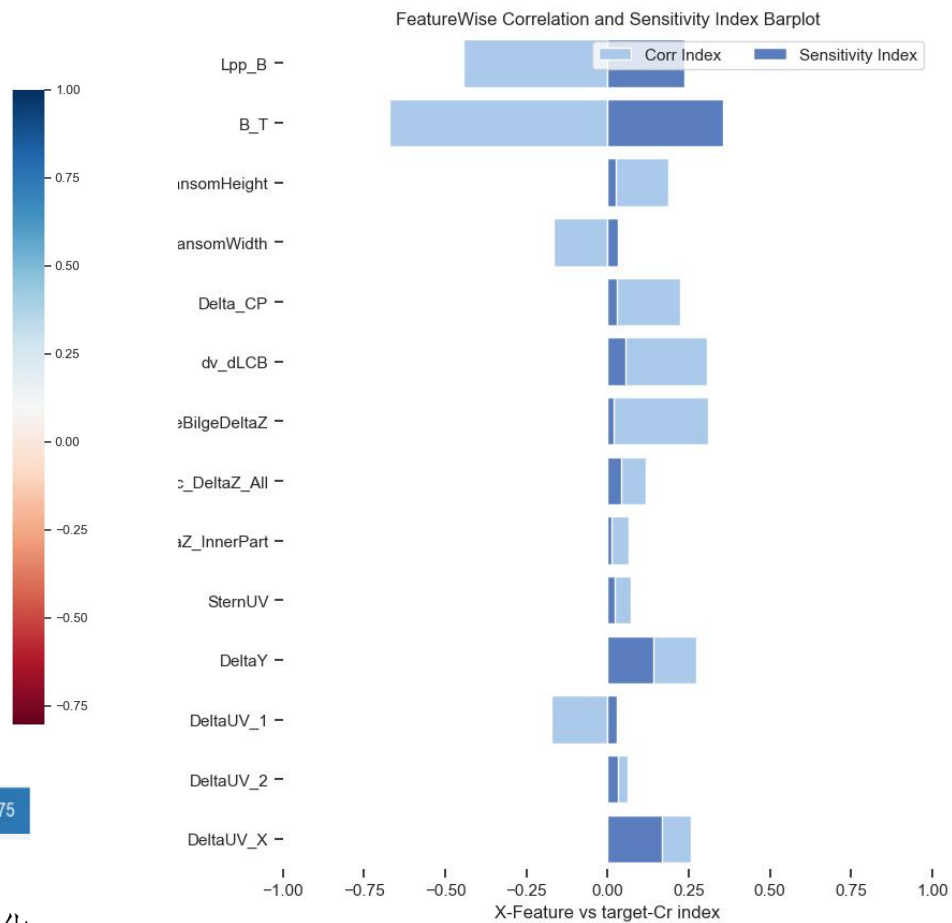 FeatureWise Correlation and Sensitivity Index Barplot
Corr Index
Sensitivity Index
1.00
0.75
0.50
0.25
0.00
−0.25
−0.50
−0.75
75
Lpp_B
B_T
nsomHeight
ansomWidth
Delta_CP
dv_dLCB
eBilgeDeltaZ
c_DeltaZ_All
aZ_InnerPart
SternUV
DeltaY
DeltaUV_1
DeltaUV_2
DeltaUV_X
−1.00 −0.75 −0.50 −0.25 0.00 0.25 0.50 0.75 1.00
X-Feature vs target-Cr index